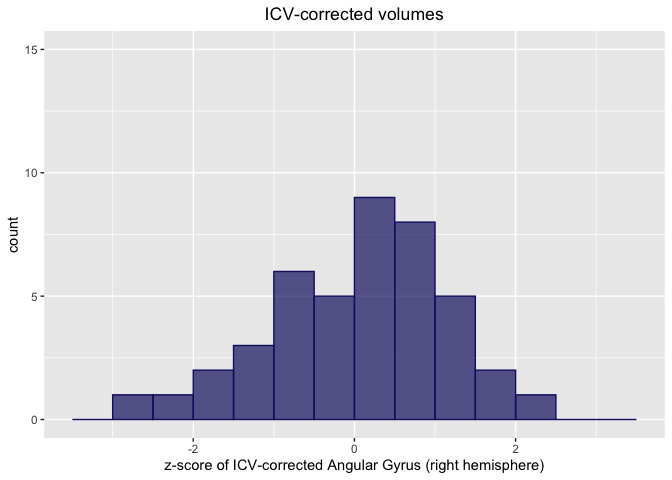 ICV-corrected volumes
15
10
5
0
count
-2 0 2
z-score of ICV-corrected Angular Gyrus (right hemisphere)